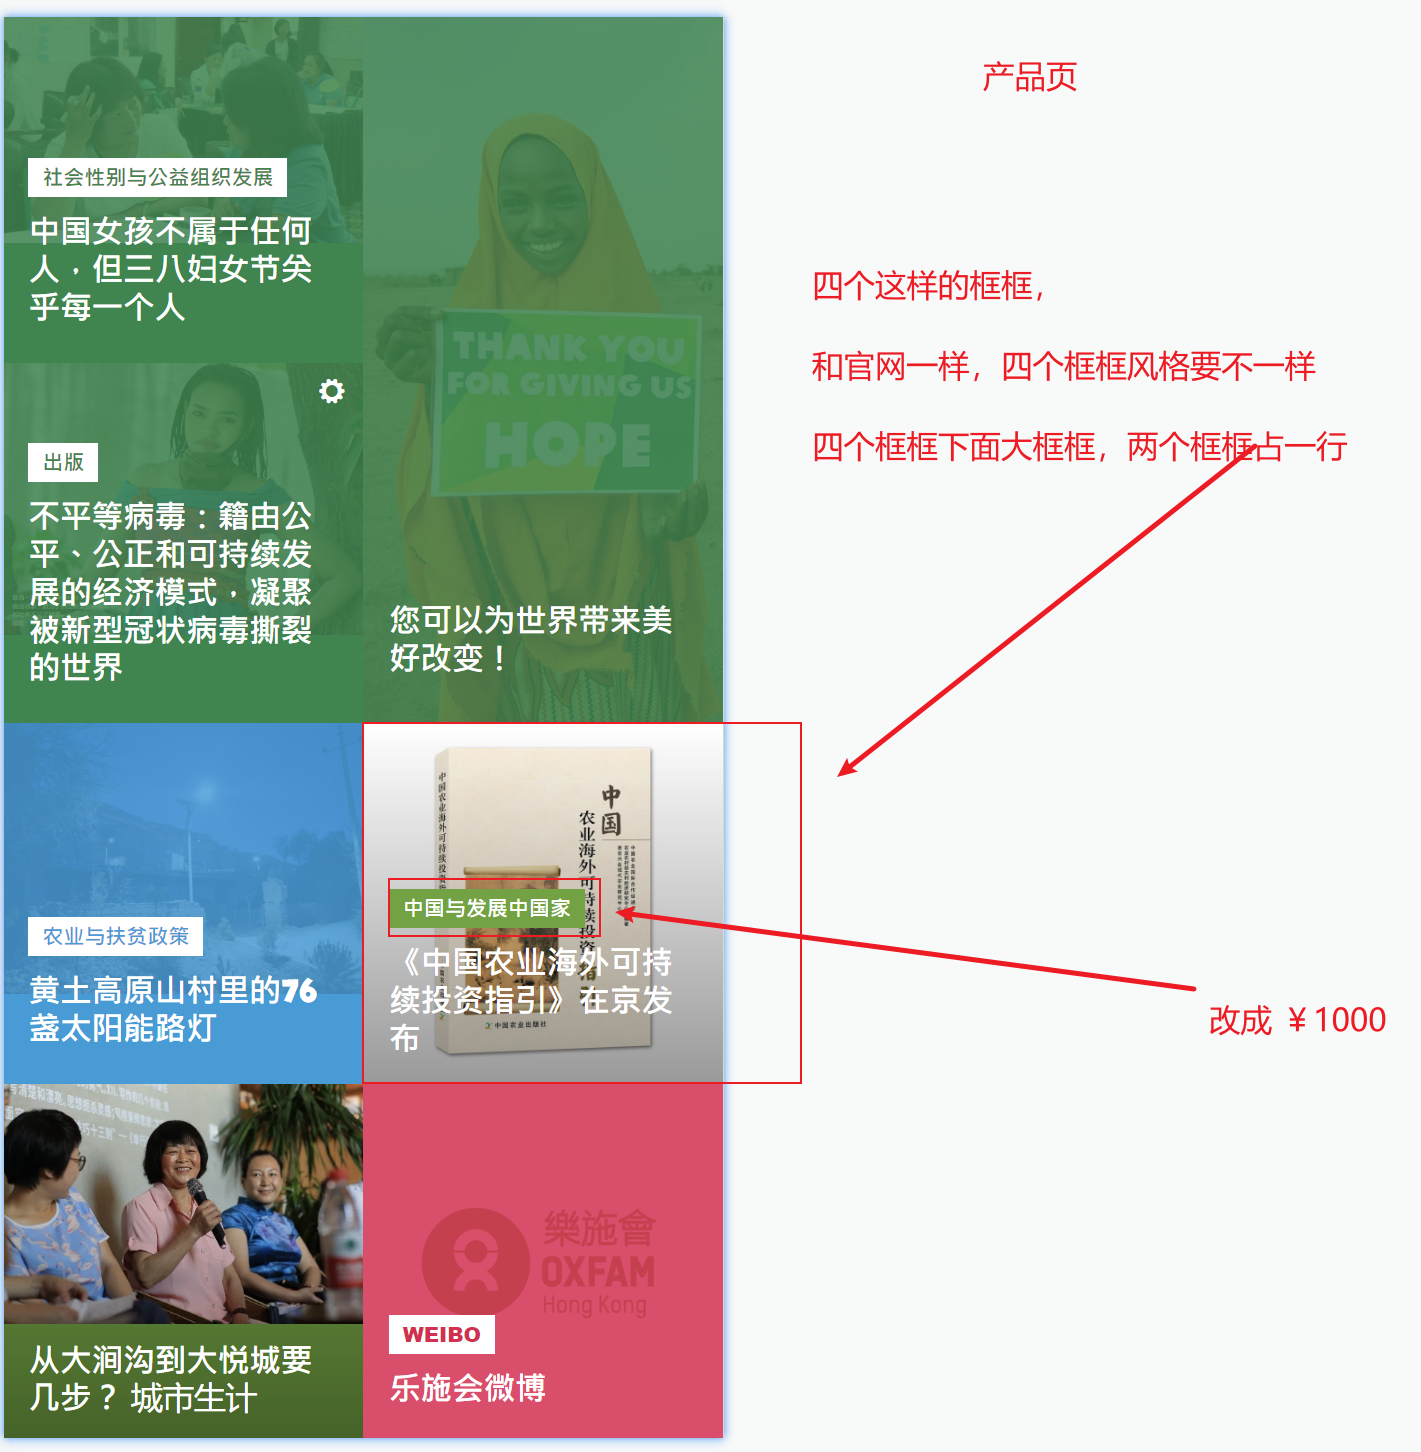 产品页
社会性别与公益组织发展
中国女孩不属于任何
人，但三八妇女节关
乎每一个人
THANK YOU
FOR GIVING US
HOPE
四个这样的框框，
和官网一样，四个框框风格要不一样
四个框框下面大框框，两个框框占一行
出版
不平等病毒：籍由公
平、公正和可持续发
展的经济模式，凝聚
被新型冠状病毒撕裂
的世界
您可以为世界带来美
好改变！
农业与扶贫政策
黄土高原山村里的76
盏太阳能路灯
中国
农业海外可持续投资指引
中国农业出版社
中国与发展中国家
《中国农业海外可持
续投资指引》在京发
布
改成 ￥1000
从大涧沟到大悦城要
几步？ 城市生计
樂施會
OXFAM
Hong Kong
WEIBO
乐施会微博